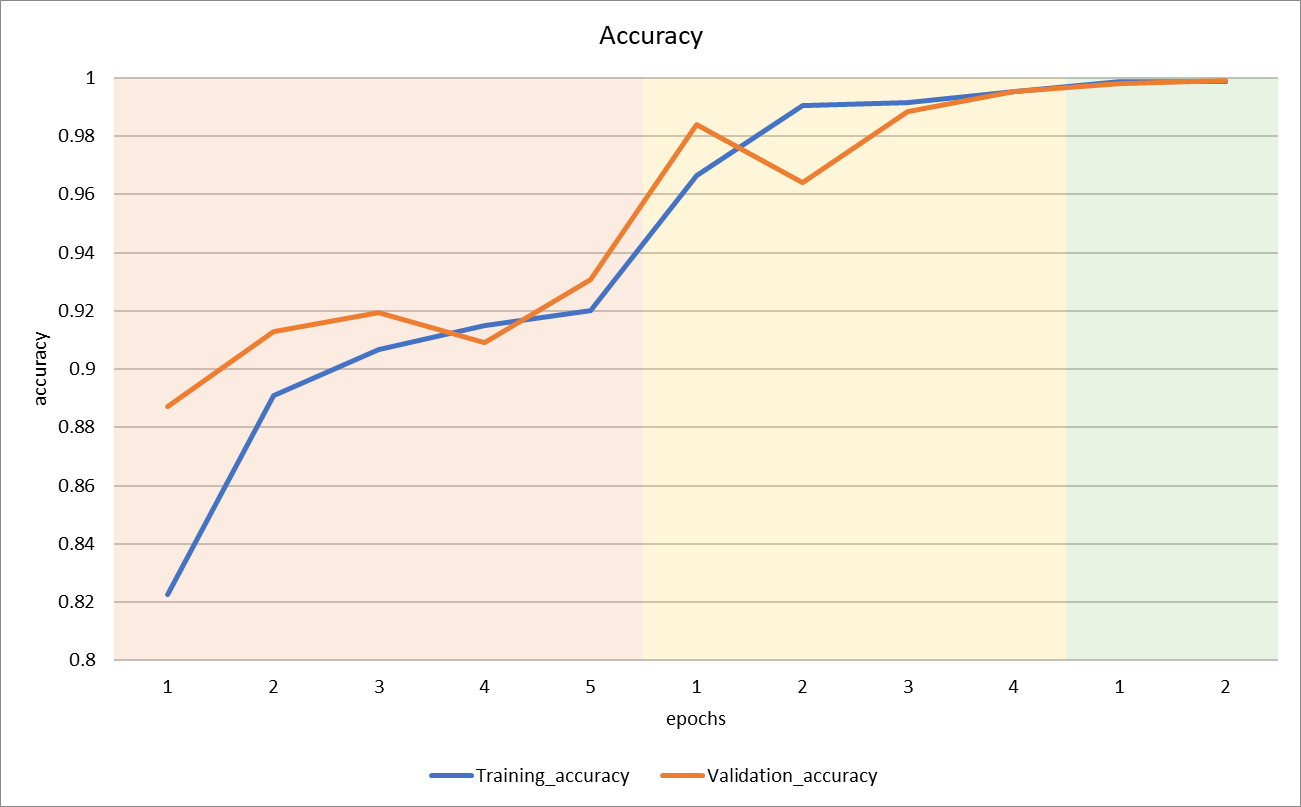 Accuracy
1
0.98
0.96
0.94
0.92
0.9
0.88
0.86
0.84
0.82
0.8
accuracy
1 2 3 4 5 1 2 3 4 1 2
epochs
Training_accuracy Validation_accuracy